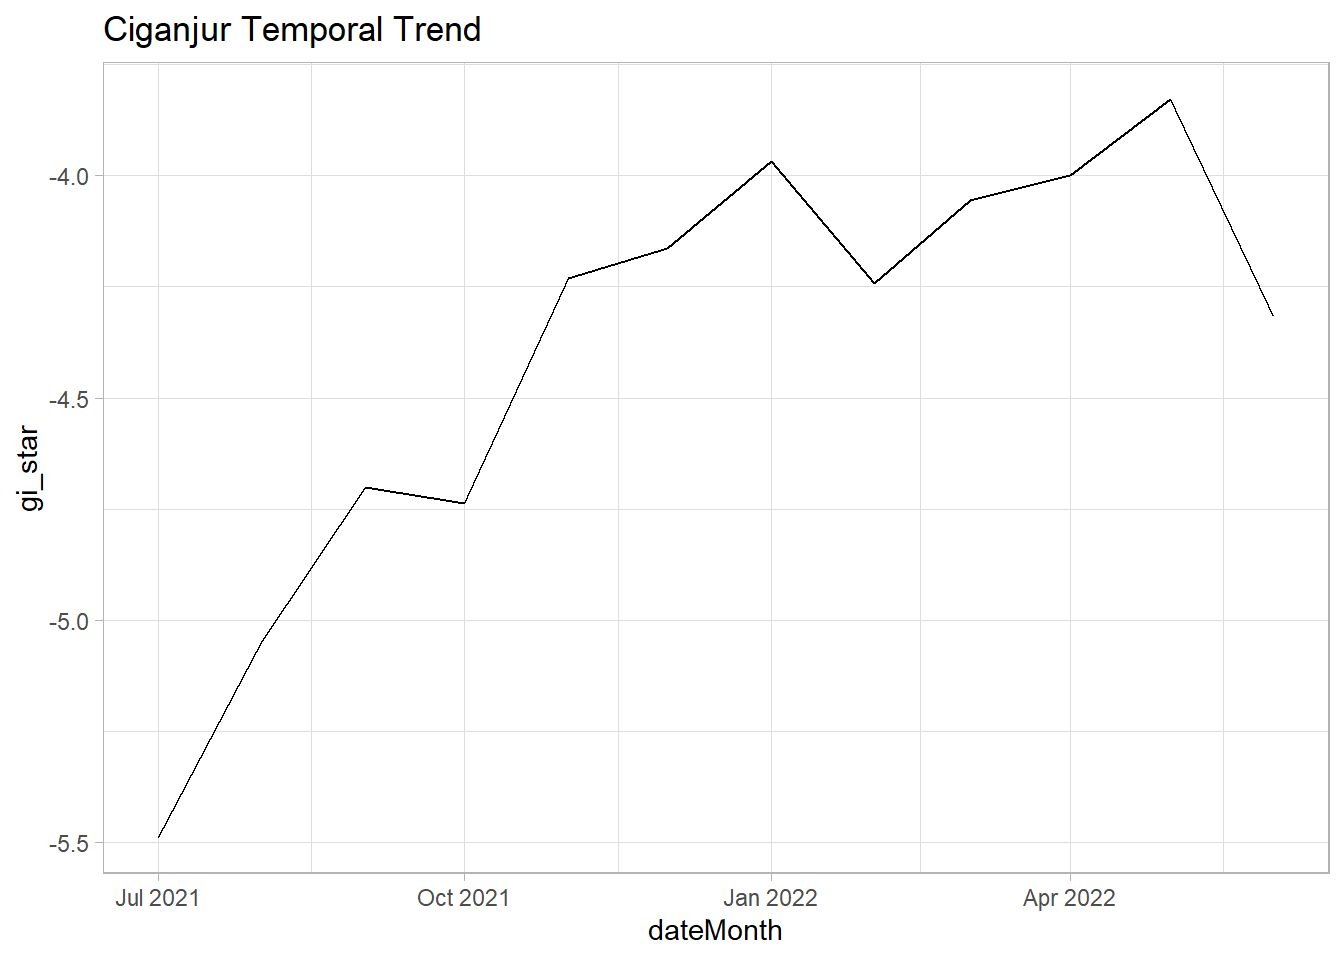 Ciganjur Temporal Trend
-4.0
-4.5
-5.0
-5.5
gi_star
Jul 2021
Oct 2021
Jan 2022
Apr 2022
dateMonth